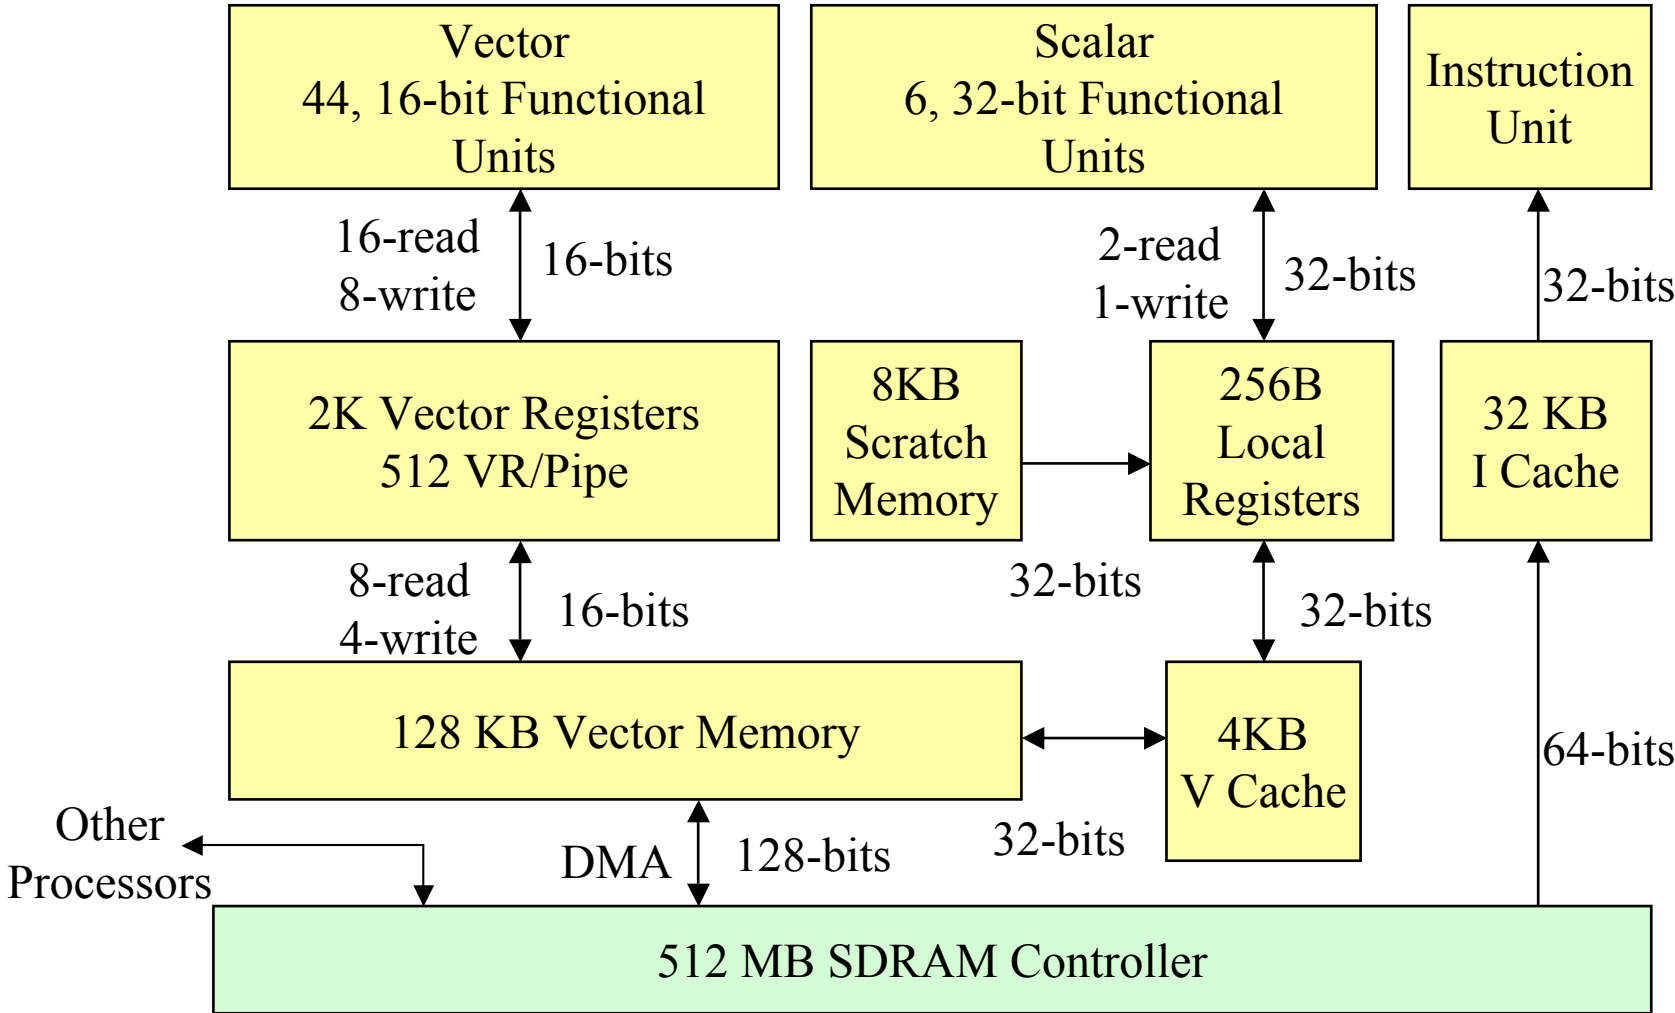 Vector
44, 16-bit Functional
Units
Scalar
6, 32-bit Functional
Units
Instruction
Unit
16-read
8-write
16-bits
2-read
1-write
32-bits
32-bits
2K Vector Registers
512 VR/Pipe
8KB
Scratch
Memory
256B
Local
Registers
32 KB
I Cache
8-read
4-write
16-bits
32-bits
32-bits
128 KB Vector Memory
4KB
V Cache
64-bits
Other
Processors
DMA
128-bits
32-bits
512 MB SDRAM Controller